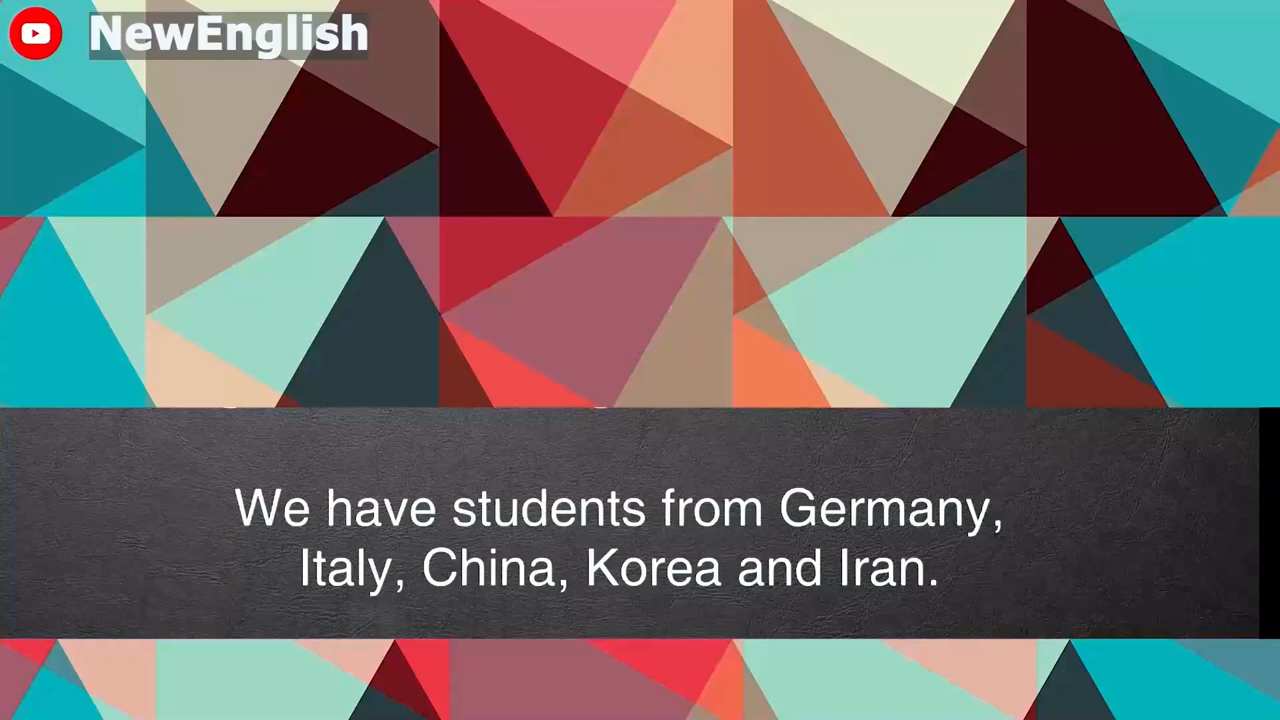 NewEnglish
We have students from Germany,
Italy, China, Korea and Iran.